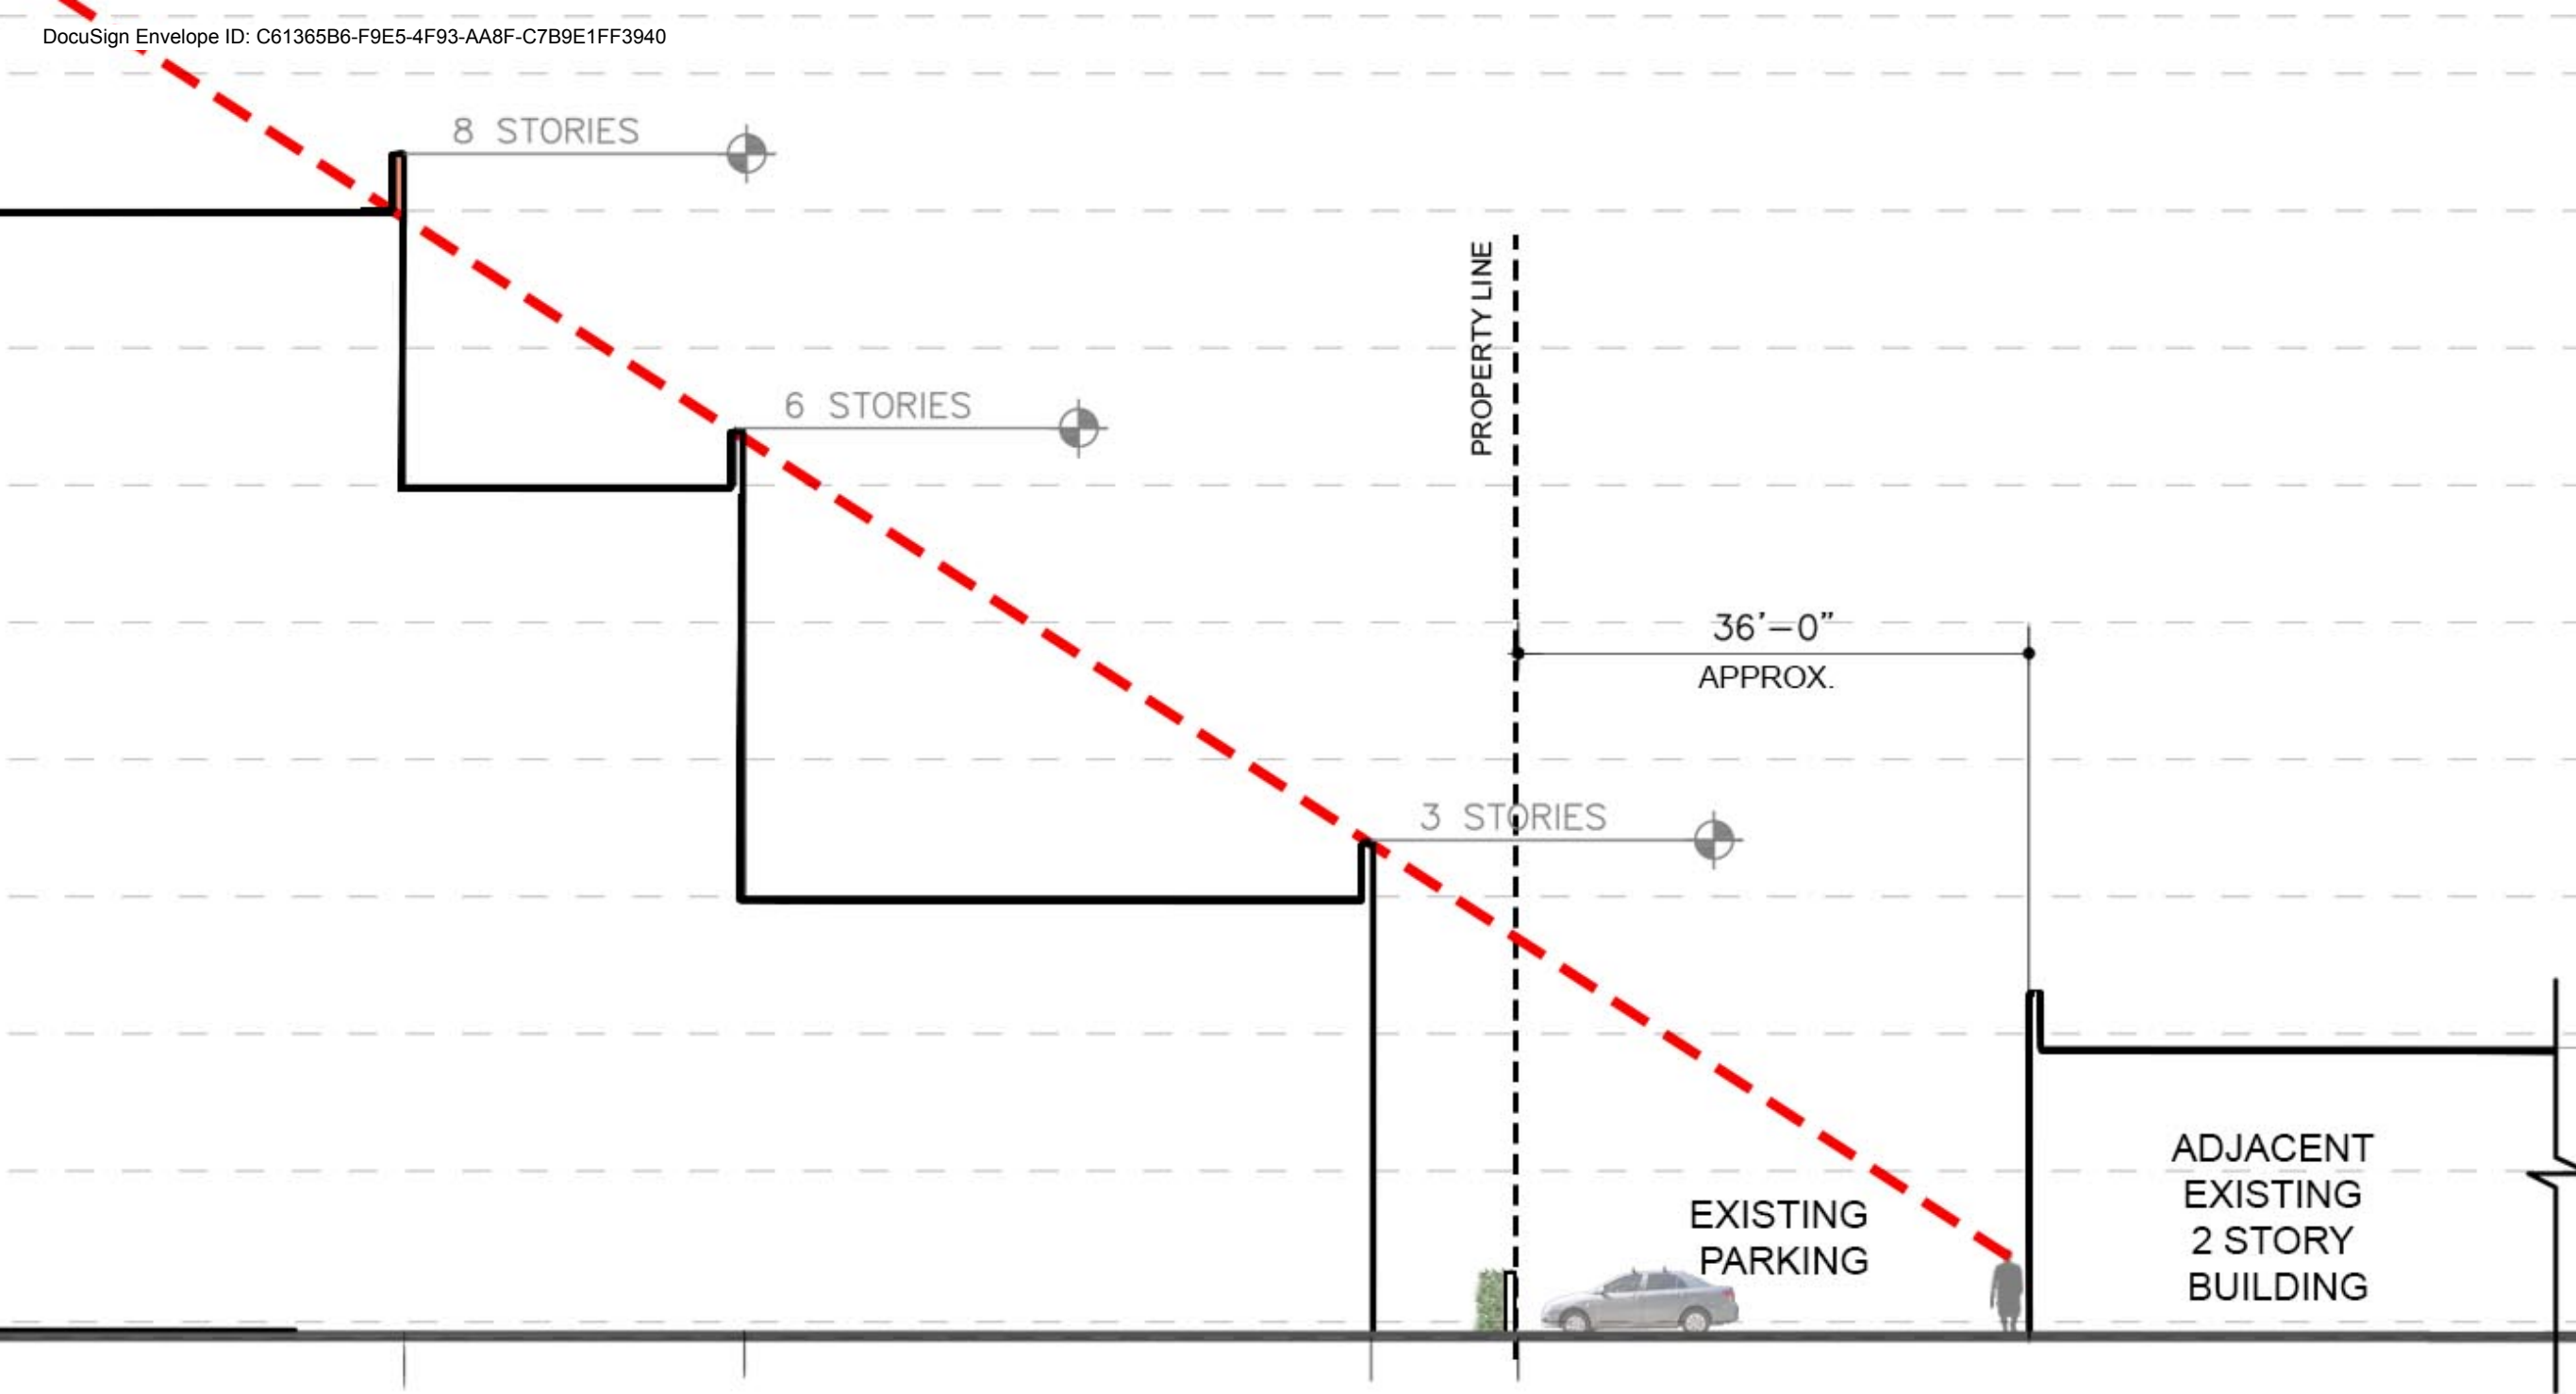 DocuSign Envelope ID: C61365B6-F9E5-4F93-AA8F-C7B9E1FF3940
8 STORIES
6 STORIES
PROPERTY LINE
36’–0”
APPROX.
3 STORIES
EXISTING
PARKING
ADJACENT
EXISTING
2 STORY
BUILDING